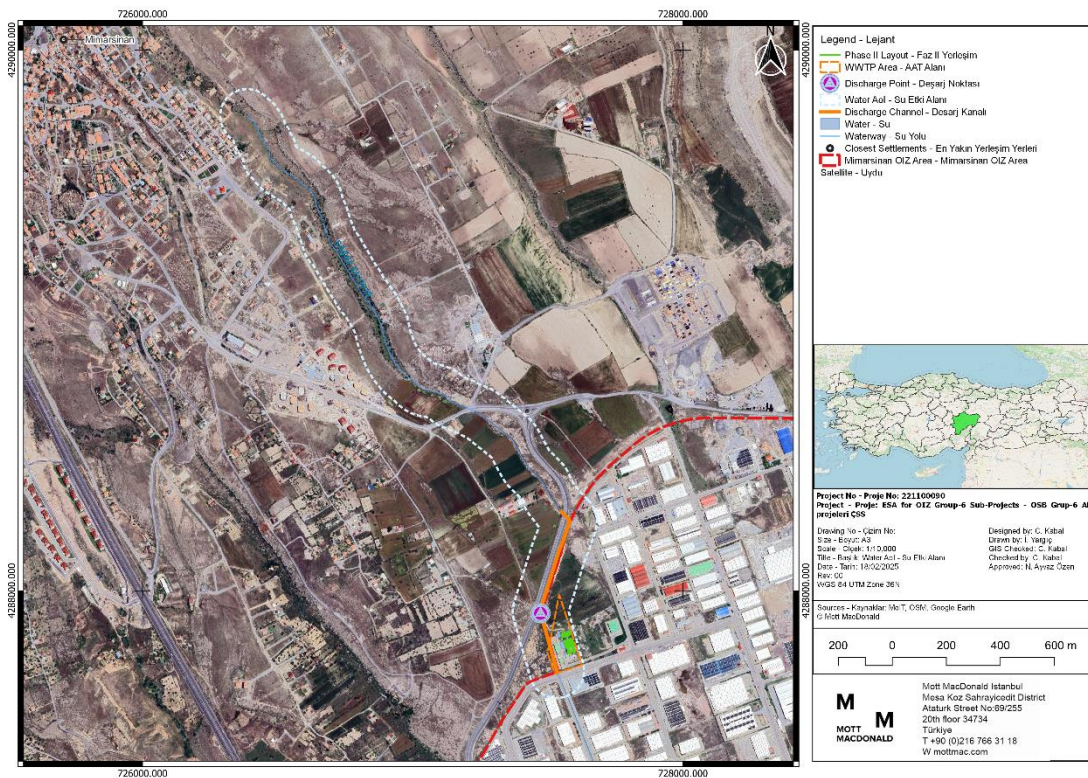 726000.000
728000.000
4290000.000
4290000.000
Mimarsinan
N
4288000.000
4288000.000
726000.000
728000.000
Legend - Lejant
Phase II Layout - Faz II Yerleşim
WWTP Area - AAT Alanı
Discharge Point - Deşarj Noktası
Water AoI - Su Etki Alanı
Discharge Channel - Desarj Kanalı
Water - Su
Waterway - Su Yolu
Closest Settlements - En Yakın Yerleşim Yerleri
Mimarsinan OIZ Area - Mimarsinan OIZ Area
Satellite - Uydu
Project No - Proje No: 221100090
Project - Proje: ESA for OIZ Group-6 Sub-Projects - OSB Grup-6 Al
projeleri ÇSS
Drawing No - Çizim No:
Size - Boyut: A3
Scale - Ölçek: 1/10,000
Title - Başlık: Water AoI - Su Etki Alanı
Date - Tarih: 18/02/2025
Rev: 00
WGS 84 UTM Zone 36N
Designed by: C. Kabal
Drawn by: I. Yargıç
GIS Checked: C. Kabal
Checked by: C. Kabal
Approved: N. Ayvaz Özen
Sources - Kaynaklar: MoIT, OSM, Google Earth
© Mott MacDonald
200 0 200 400 600 m
M
M
MOTT
MACDONALD
Mott MacDonald Istanbul
Mesa Koz Sahrayicedit District
Ataturk Street No:69/255
20th floor 34734
Türkiye
T +90 (0)216 766 31 18
W mottmac.com